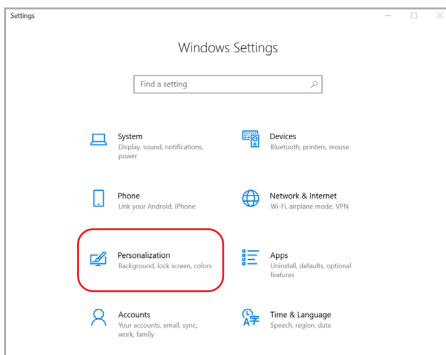 Settings
Windows Settings
Find a setting
System
Display, sound, notifications,
power
Devices
Bluetooth, printers, mouse
Phone
Link your Android, iPhone
Network & Internet
Wi-Fi, airplane mode, VPN
Personalization
Background, lock screen, colors
Apps
Uninstall, defaults, optional
features
Accounts
Your accounts, email, sync,
work, family
Time & Language
Speech, region, date